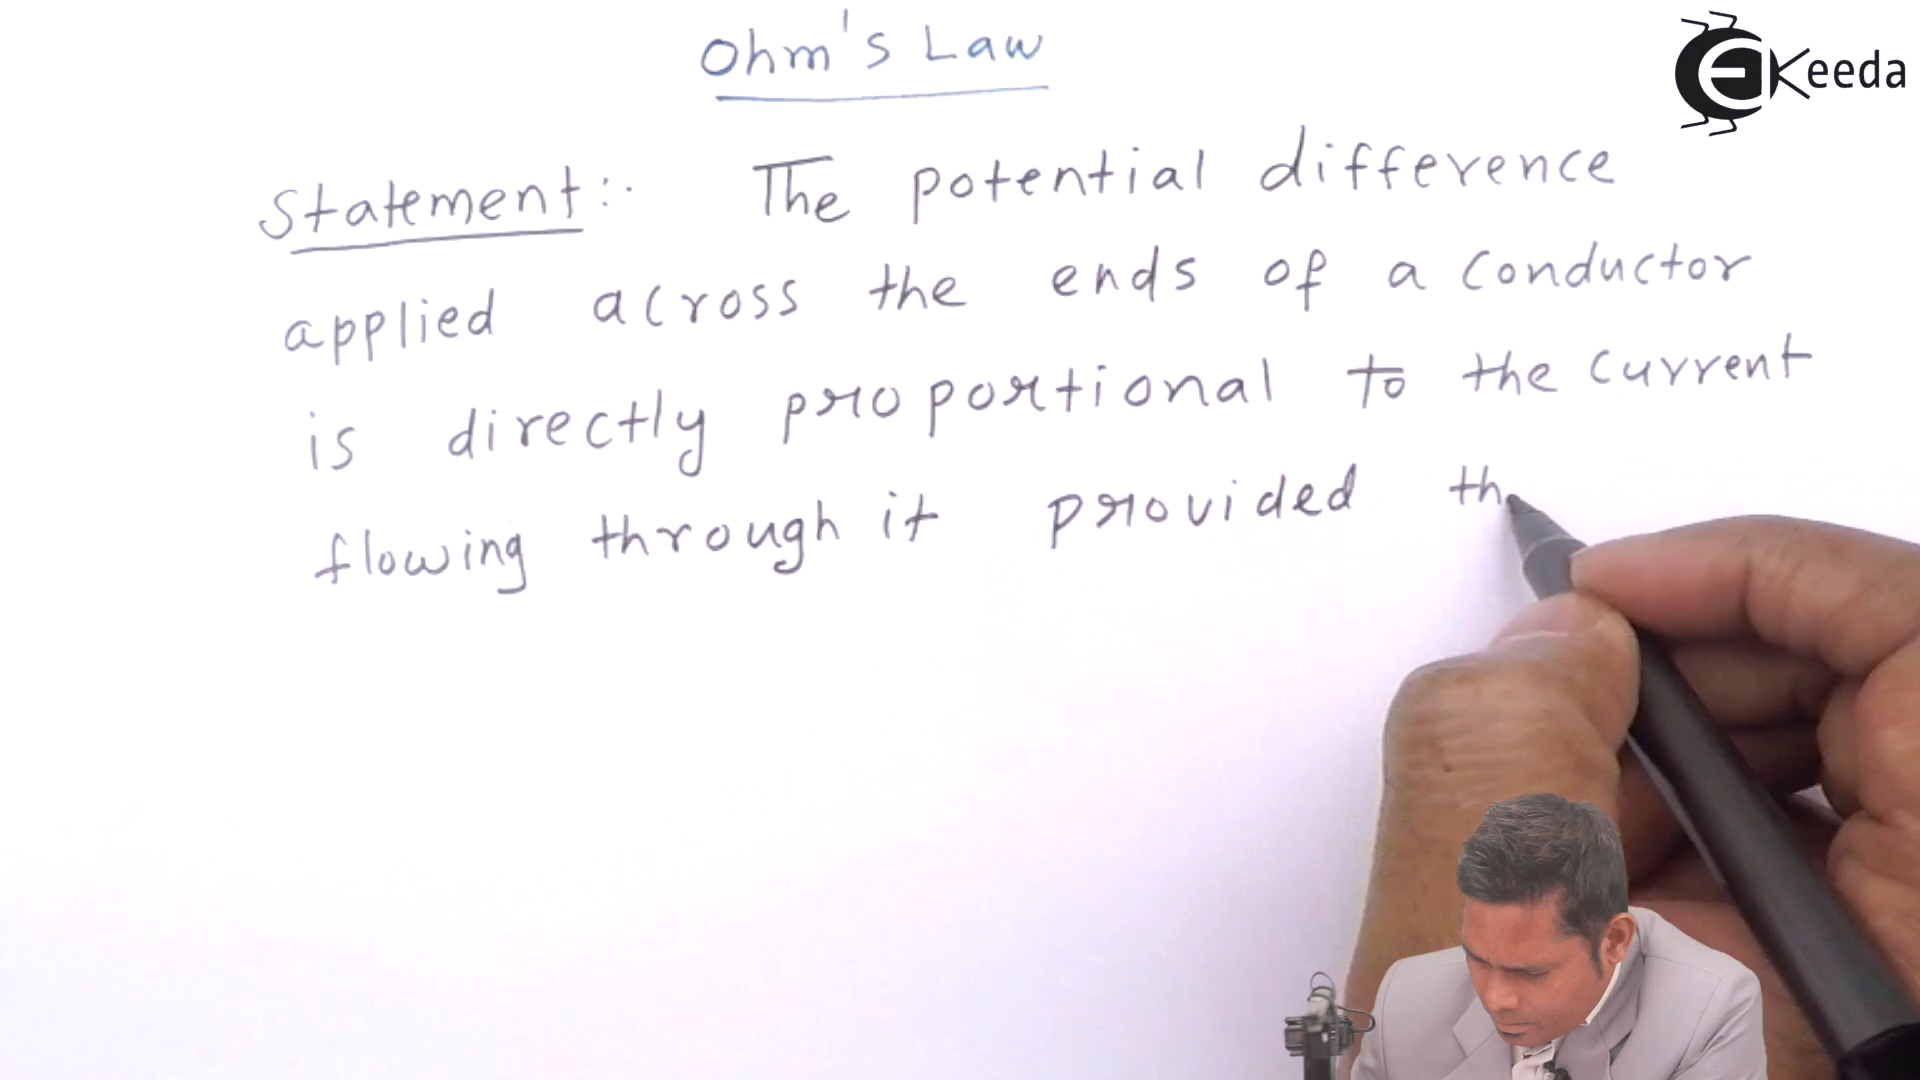 Ohm's Law
EKeeda
Statement:- The potential difference
applied across the ends of a conductor
is directly proportional to the current
flowing through it provided th